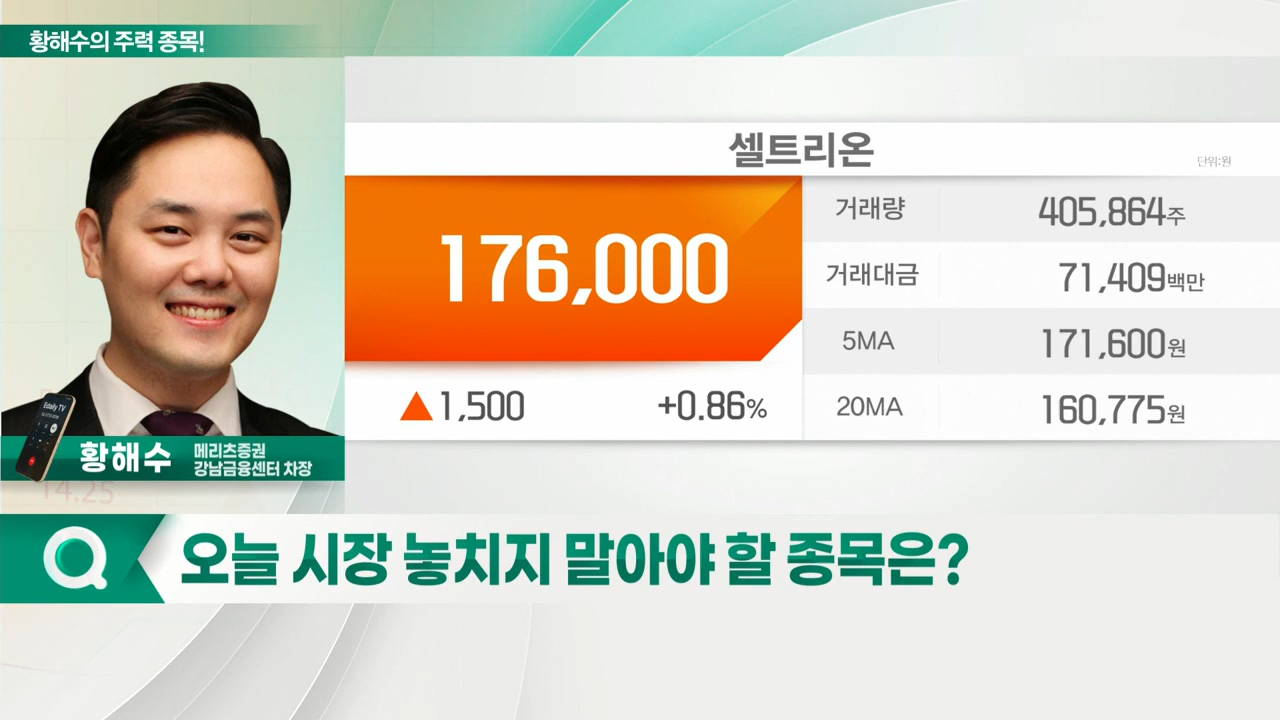 황해수의 주력 종목!
셀트리온
단위:원
176,000
▲1,500 +0.86%
거래량 405,864주
거래대금 71,409백만
5MA 171,600원
20MA 160,775원
Edaily TV
황해수
메리츠증권
강남금융센터 차장
14.25
Q 오늘 시장 놓치지 말아야 할 종목은?